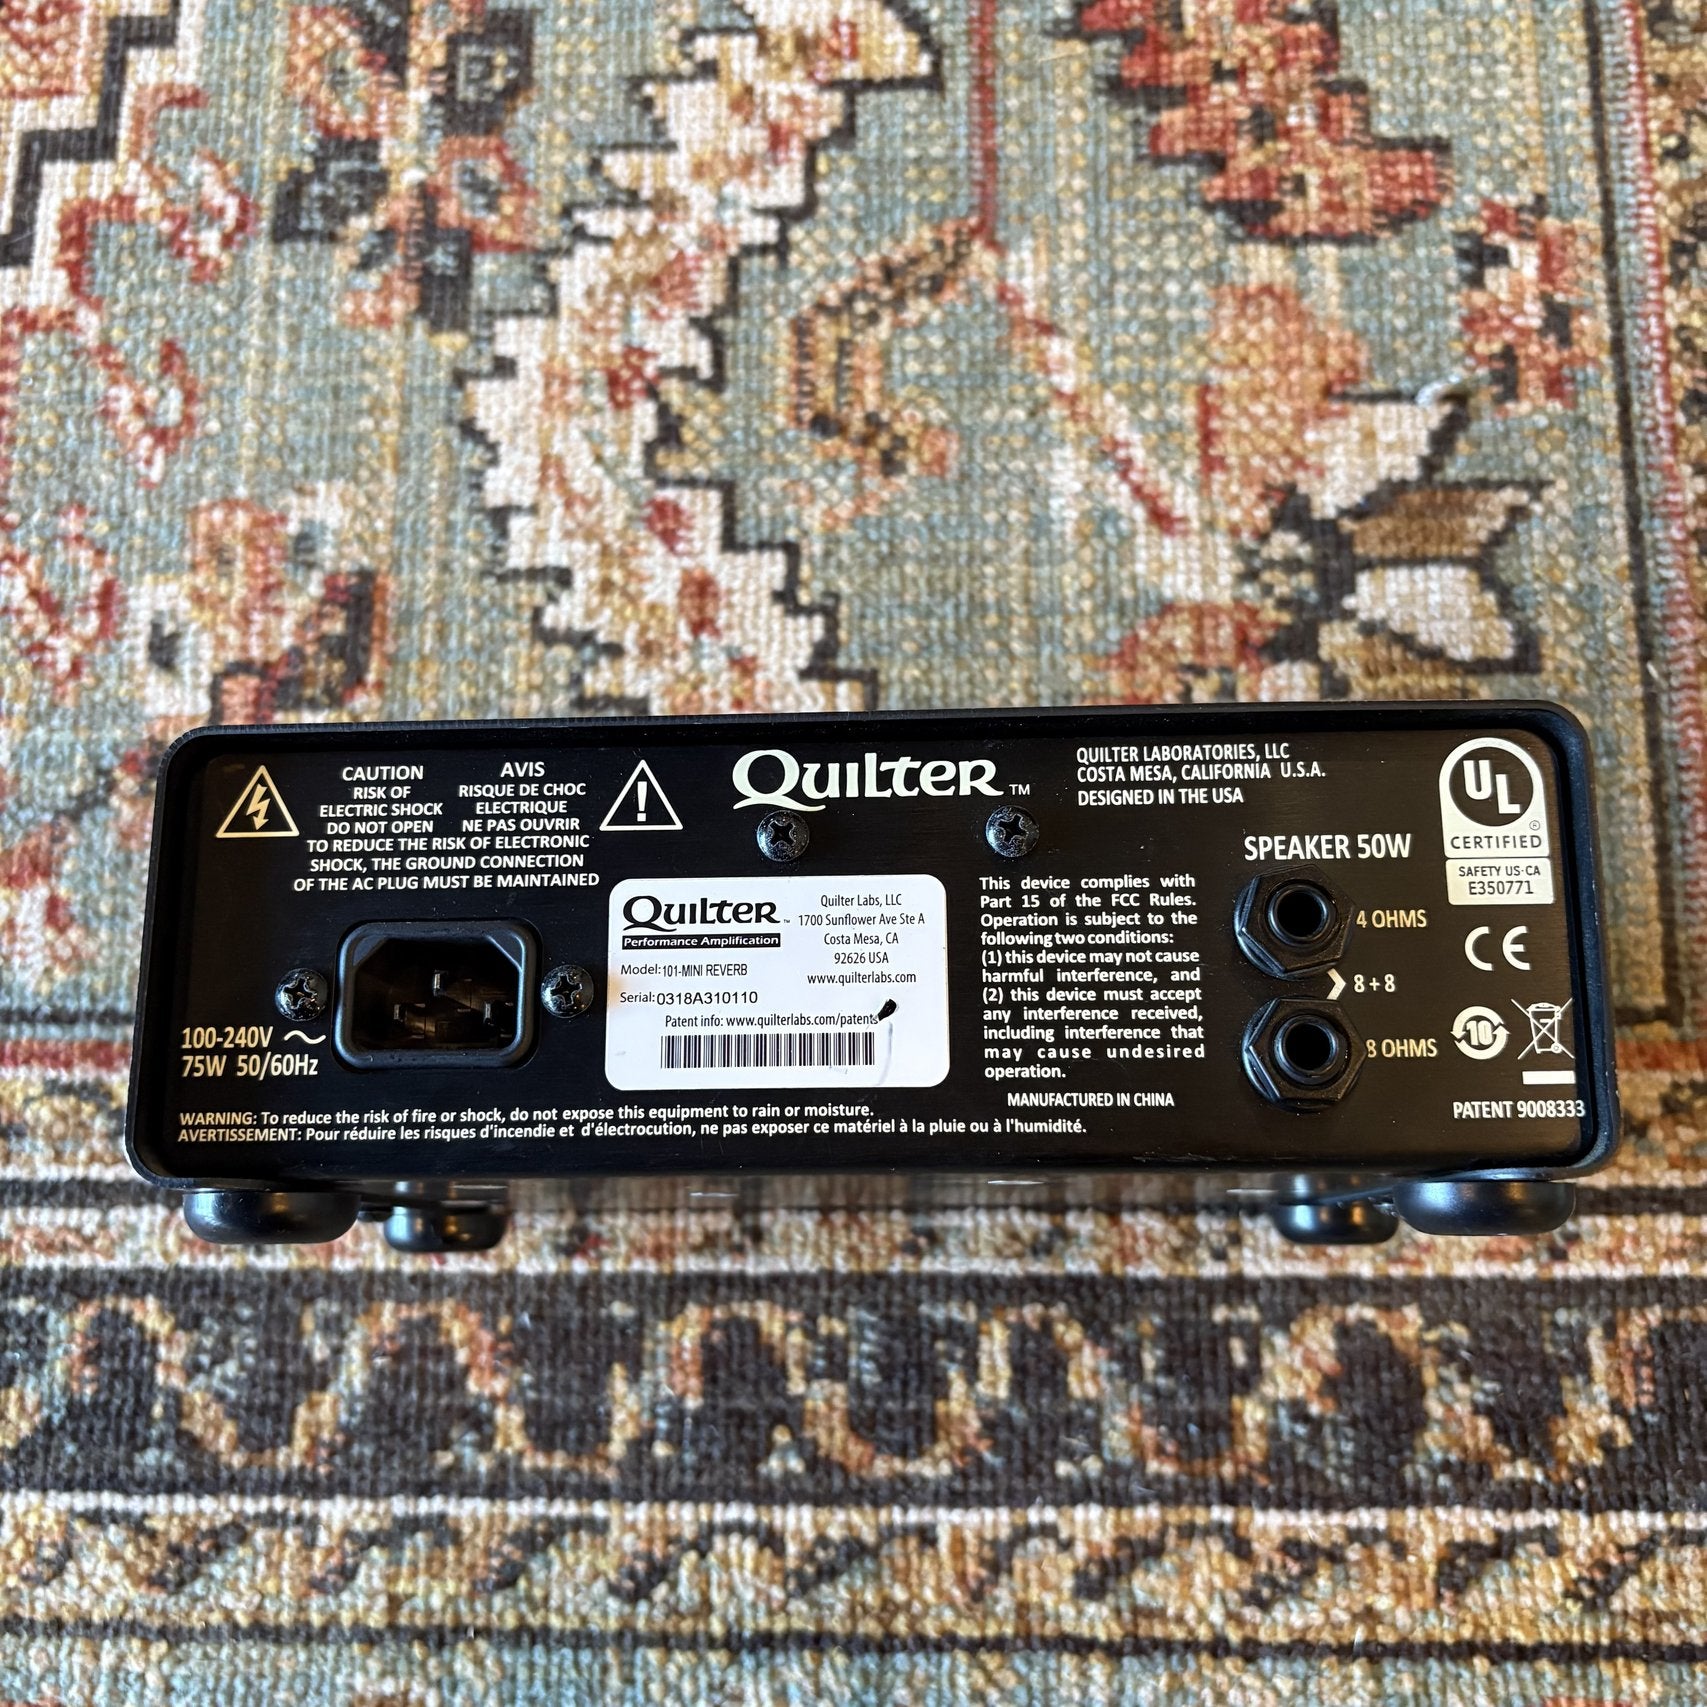 CAUTION
RISK OF
ELECTRIC SHOCK
DO NOT OPEN
AVIS
RISQUE DE CHOC
ELECTRIQUE
NE PAS OUVRIR
TO REDUCE THE RISK OF ELECTRONIC
SHOCK, THE GROUND CONNECTION
OF THE AC PLUG MUST BE MAINTAINED
!
QUILTER™
QUILTER LABORATORIES, LLC
COSTA MESA, CALIFORNIA U.S.A.
DESIGNED IN THE USA
UL
®
CERTIFIED
SAFETY US-CA
E350771
100-240V ~
75W 50/60Hz
QUILTER™
Performance Amplification
Quilter Labs, LLC
1700 Sunflower Ave Ste A
Costa Mesa, CA
92626 USA
www.quilterlabs.com
Model: 101-MINI REVERB
Serial: 0318A310110
Patent info: www.quilterlabs.com/patents
This device complies with
Part 15 of the FCC Rules.
Operation is subject to the
following two conditions:
(1) this device may not cause
harmful interference, and
(2) this device must accept
any interference received,
including interference that
may cause undesired
operation.
MANUFACTURED IN CHINA
SPEAKER 50W
4 OHMS
8 + 8
8 OHMS
CE
10
PATENT 9008333
WARNING: To reduce the risk of fire or shock, do not expose this equipment to rain or moisture.
AVERTISSEMENT: Pour réduire les risques d'incendie et d'électrocution, ne pas exposer ce matériel à la pluie ou à l'humidité.